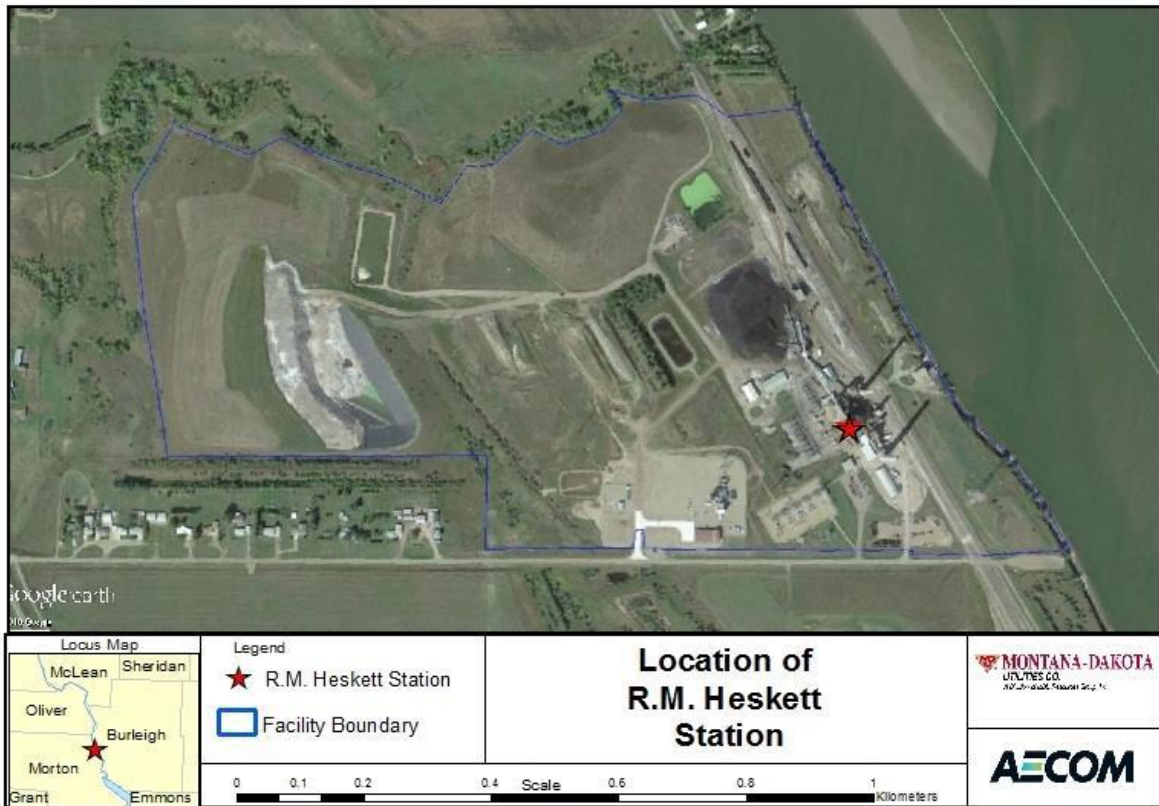 Google earth
Google
Locus Map
McLean
Sheridan
Oliver
Burleigh
Morton
Grant
Emmons
Legend
R.M. Heskett Station
Facility Boundary
0 0.1 0.2 0.4 Scale 0.6 0.8 1
Kilometers
Location of
R.M. Heskett
Station
MONTANA-DAKOTA
UTILITIES CO.
AECOM